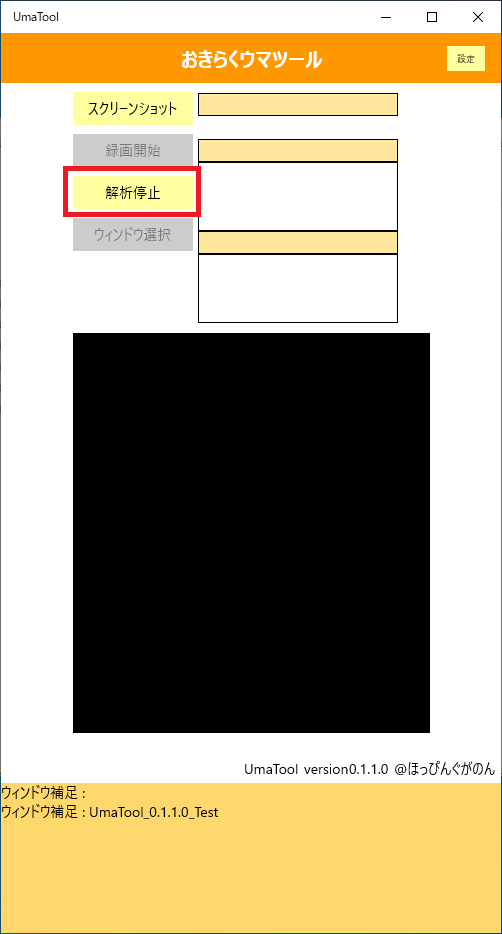 UmaTool
おきらくウマツール
設定
スクリーンショット
録画開始
解析停止
ウィンドウ選択
UmaTool version0.1.1.0 @ほっぴんぐがのん
ウィンドウ補足 :
ウィンドウ補足 : UmaTool_0.1.1.0_Test